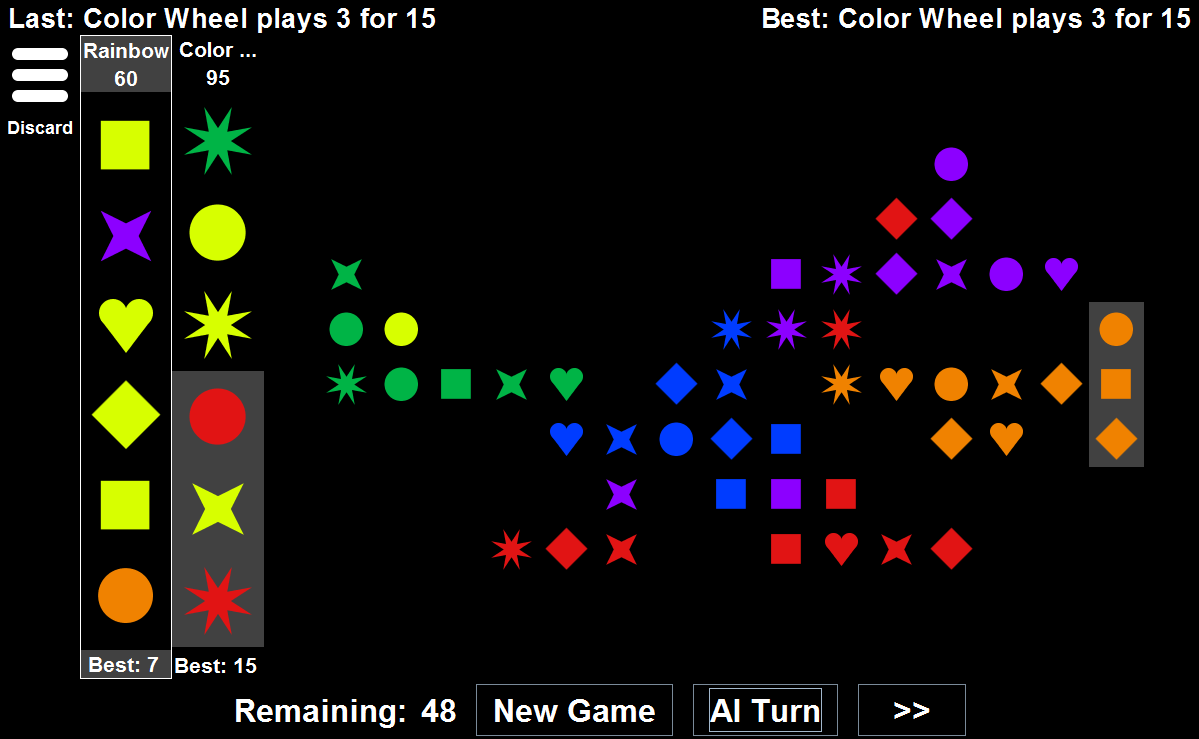 Last: Color Wheel plays 3 for 15
Best: Color Wheel plays 3 for 15
Rainbow
60
Color ...
95
Discard
Best: 7
Best: 15
Remaining: 48
New Game
AI Turn
>>